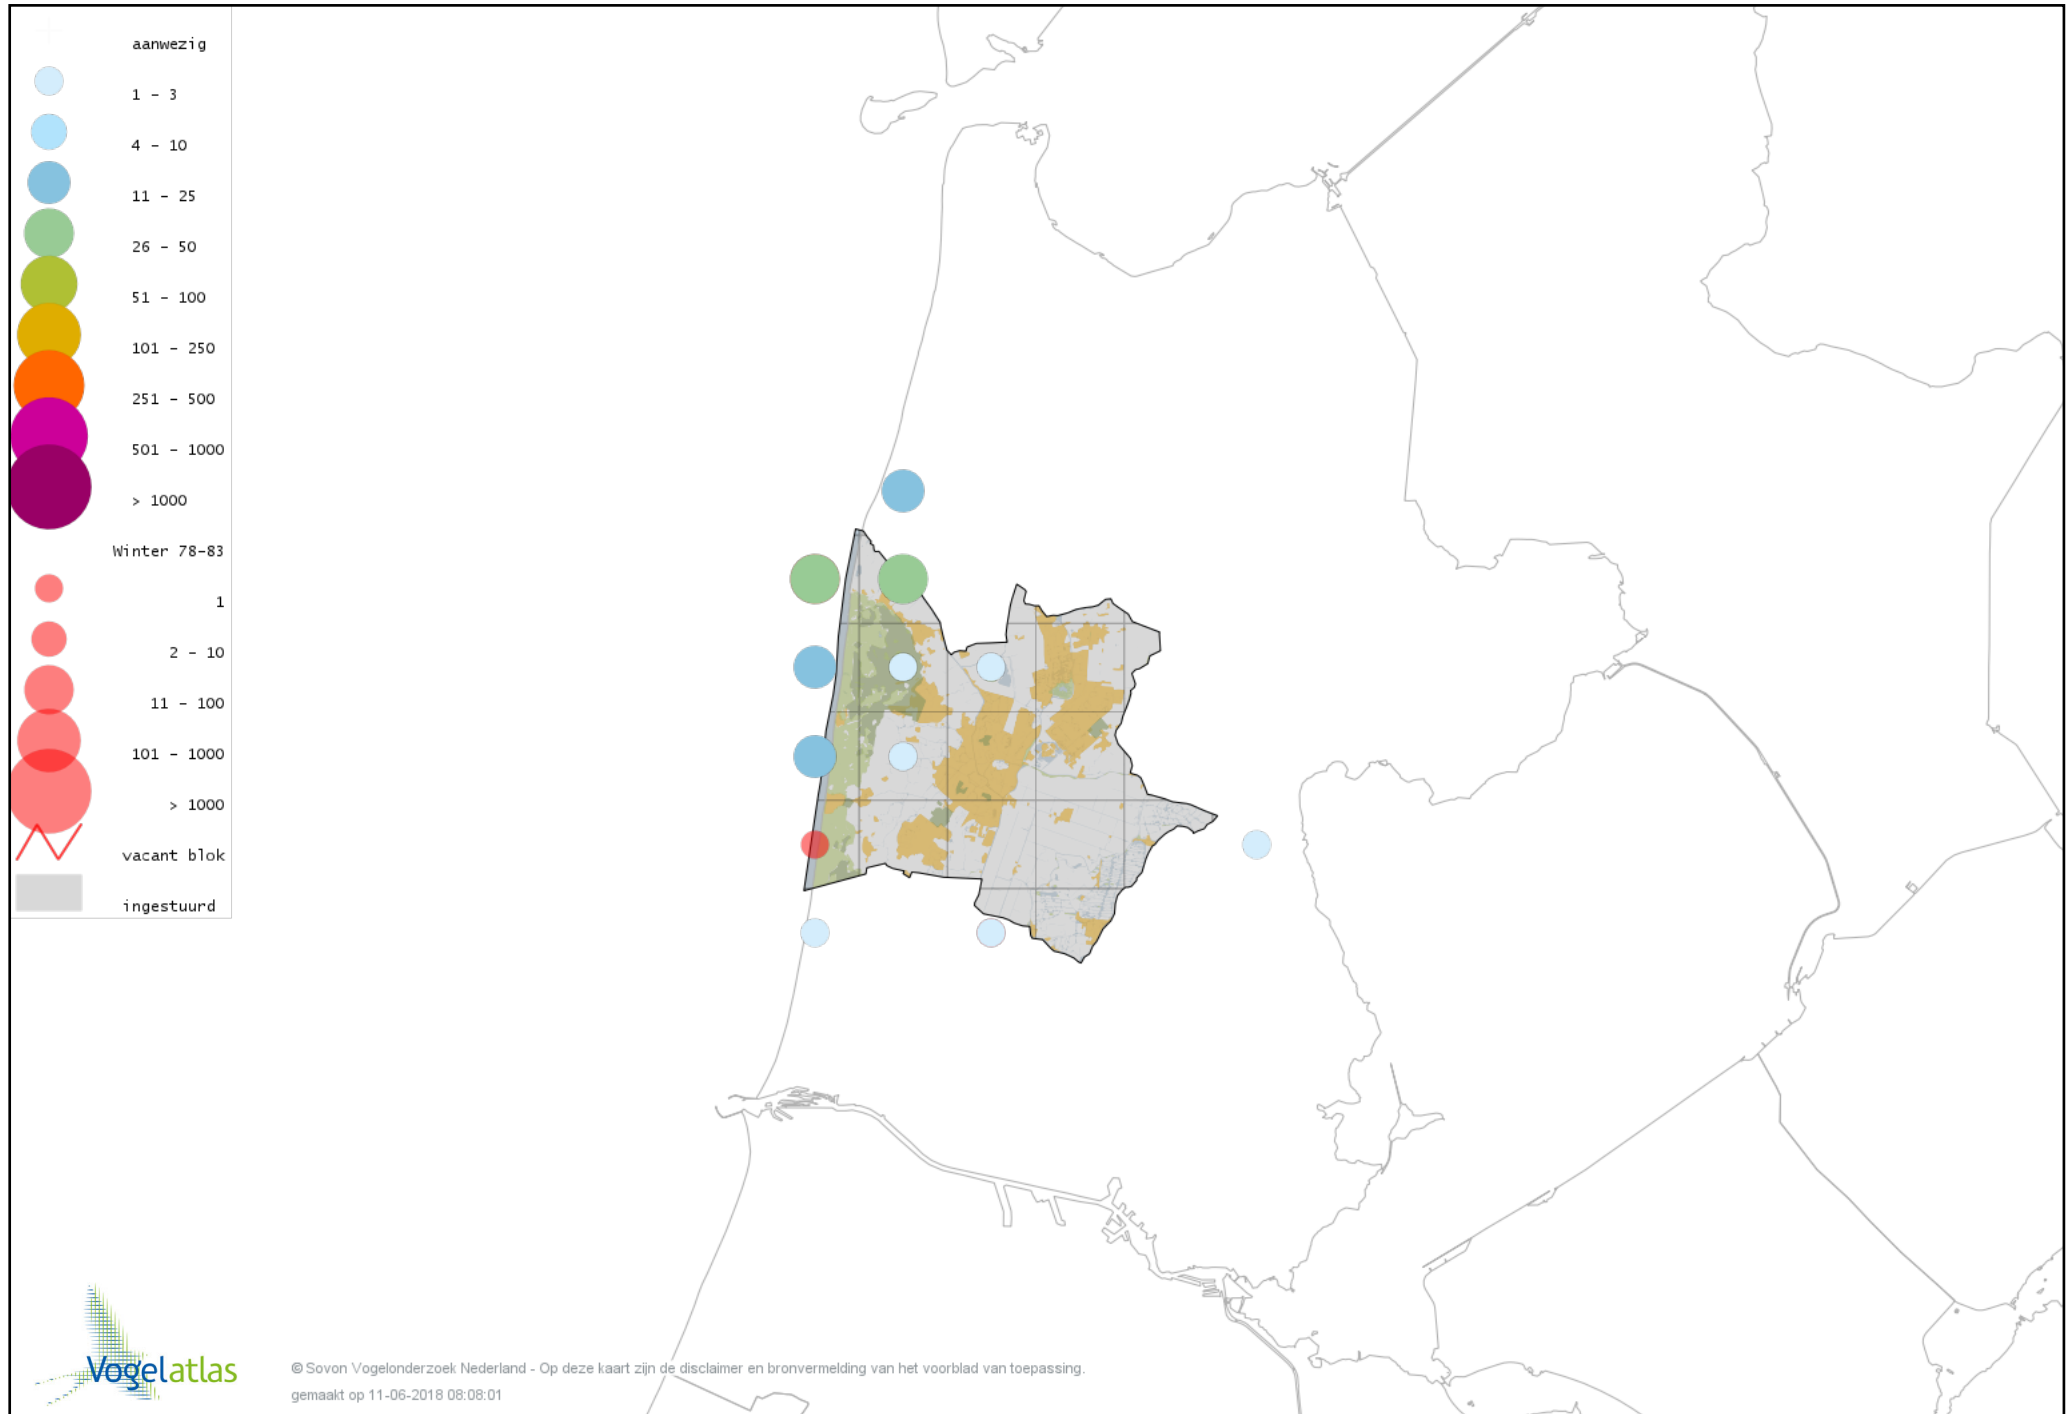 aanwezig
1 - 3
4 - 10
11 - 25
26 - 50
51 - 100
101 - 250
251 - 500
501 - 1000
> 1000
Winter 78-83
1
2 - 10
11 - 100
101 - 1000
> 1000
vacant blok
ingestuurd
Vogelatlas
© Sovon Vogelonderzoek Nederland - Op deze kaart zijn de disclaimer en bronvermelding van het voorblad van toepassing.
gemaakt op 11-06-2018 08:08:01